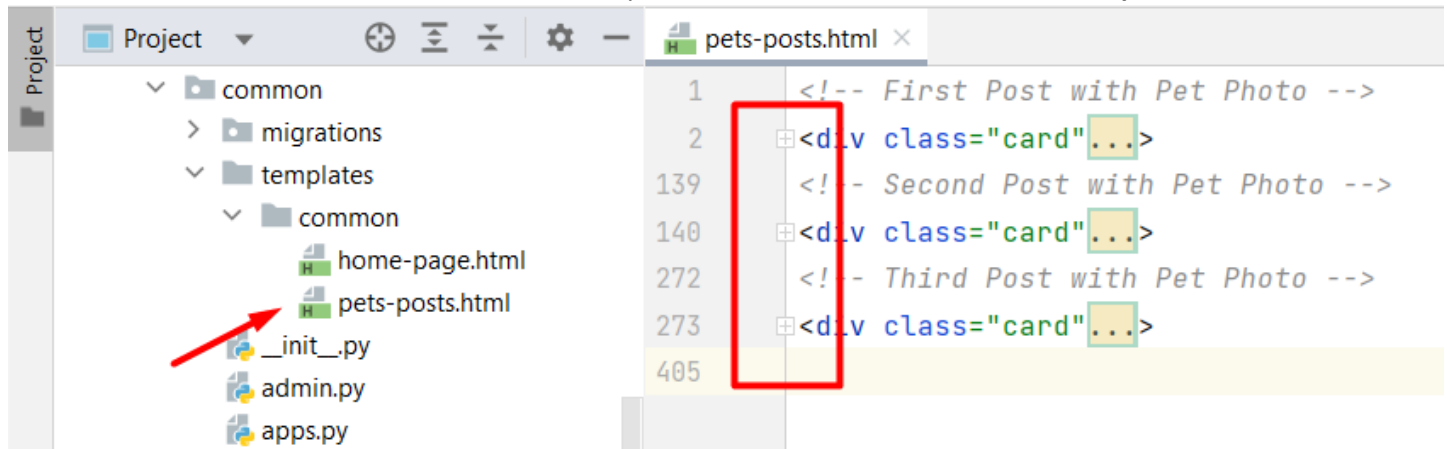 Project
Project
common
migrations
templates
common
home-page.html
pets-posts.html
__init__.py
admin.py
apps.py
pets-posts.html
1 <!-- First Post with Pet Photo -->
2 <div class="card"...>
139 <!-- Second Post with Pet Photo -->
140 <div class="card"...>
272 <!-- Third Post with Pet Photo -->
273 <div class="card"...>
405